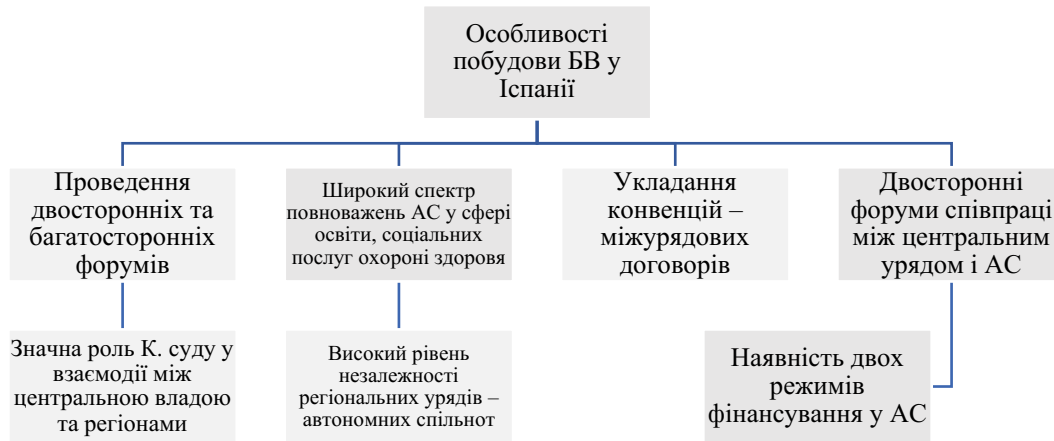 Особливості
побудови БВ у
Іспанії
Проведення
двосторонніх та
багатосторонніх
форумів
Широкий спектр
повноважень АС у сфері
освіти, соціальних
послуг охороні здоровя
Укладання
конвенцій –
міжурядових
договорів
Двосторонні
форуми співпраці
між центральним
урядом і АС
Значна роль К. суду у
взаємодії між
центральною владою
та регіонами
Високий рівень
незалежності
регіональних урядів –
автономних спільнот
Наявність двох
режимів
фінансування у АС